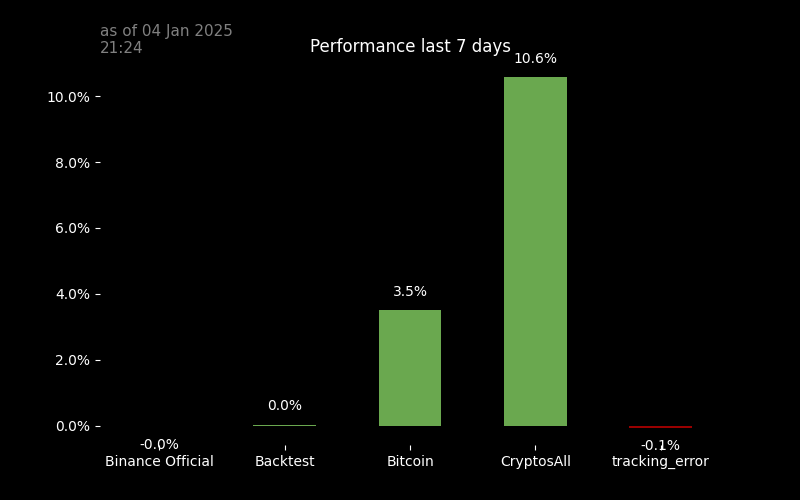 as of 04 Jan 2025
21:24
Performance last 7 days
10.6%
10.0%
8.0%
6.0%
4.0%
3.5%
2.0%
0.0%
0.0%
-0.0%
-0.1%
Binance Official
Backtest
Bitcoin
CryptosAll
tracking_error